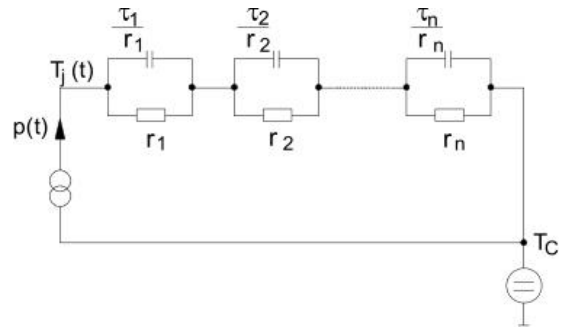 τ1/r1 τ2/r2 τn/rn
Tj (t)
p(t)
r1 r2 rn
TC